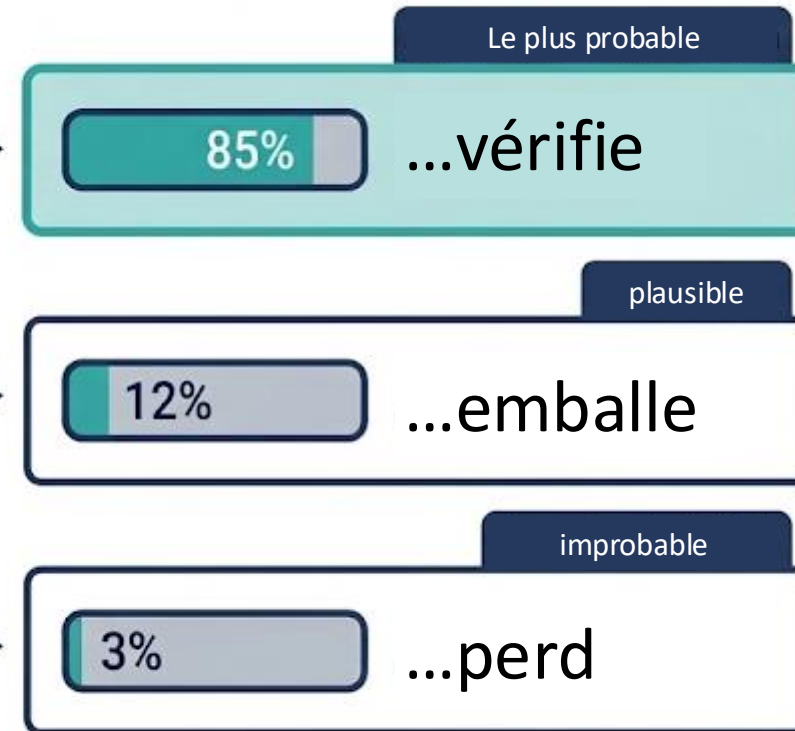 Le plus probable
85% ...vérifie
plausible
12% ...emballe
improbable
3% ...perd